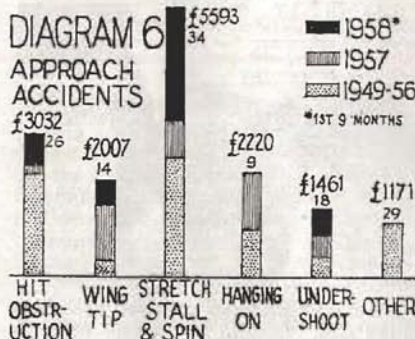 DIAGRAM 6
APPROACH
ACCIDENTS
1958*
1957
1949-56
*1ST 9 MONTHS
£3032
26
£2007
14
£5593
34
£2220
9
£1461
18
£1171
29
HIT
OBSTR-
UCTION
WING
TIP
STRETCH
STALL
& SPIN
HANGING
ON
UNDER-
SHOOT
OTHER